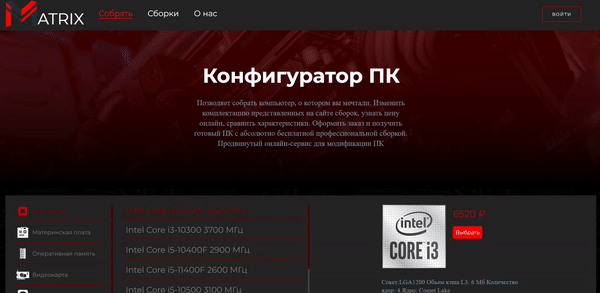 MATRIX
Собрать Сборки О нас
ВОЙТИ
Конфигуратор ПК
Позволяет собрать компьютер, о котором вы мечтали. Изменить
комплектацию представленных на сайте сборок, узнать цену
онлайн, сравнить характеристики. Оформить заказ и получить
готовый ПК с абсолютно бесплатной профессиональной сборкой.
Продвинутый онлайн-сервис для модификации ПК
Материнская плата
Оперативная память
Видеокарта
Intel Core i3-10300 3700 МГц
Intel Core i5-10400F 2900 МГц
Intel Core i5-11400F 2600 МГц
Intel Core i5-10500 3100 МГц
intel
CORE i3
6520 ₽
Выбрать
Сокет:LGA1200 Объем кэша L3: 6 Мб Количество
ядер: 4 Ядро: Comet Lake